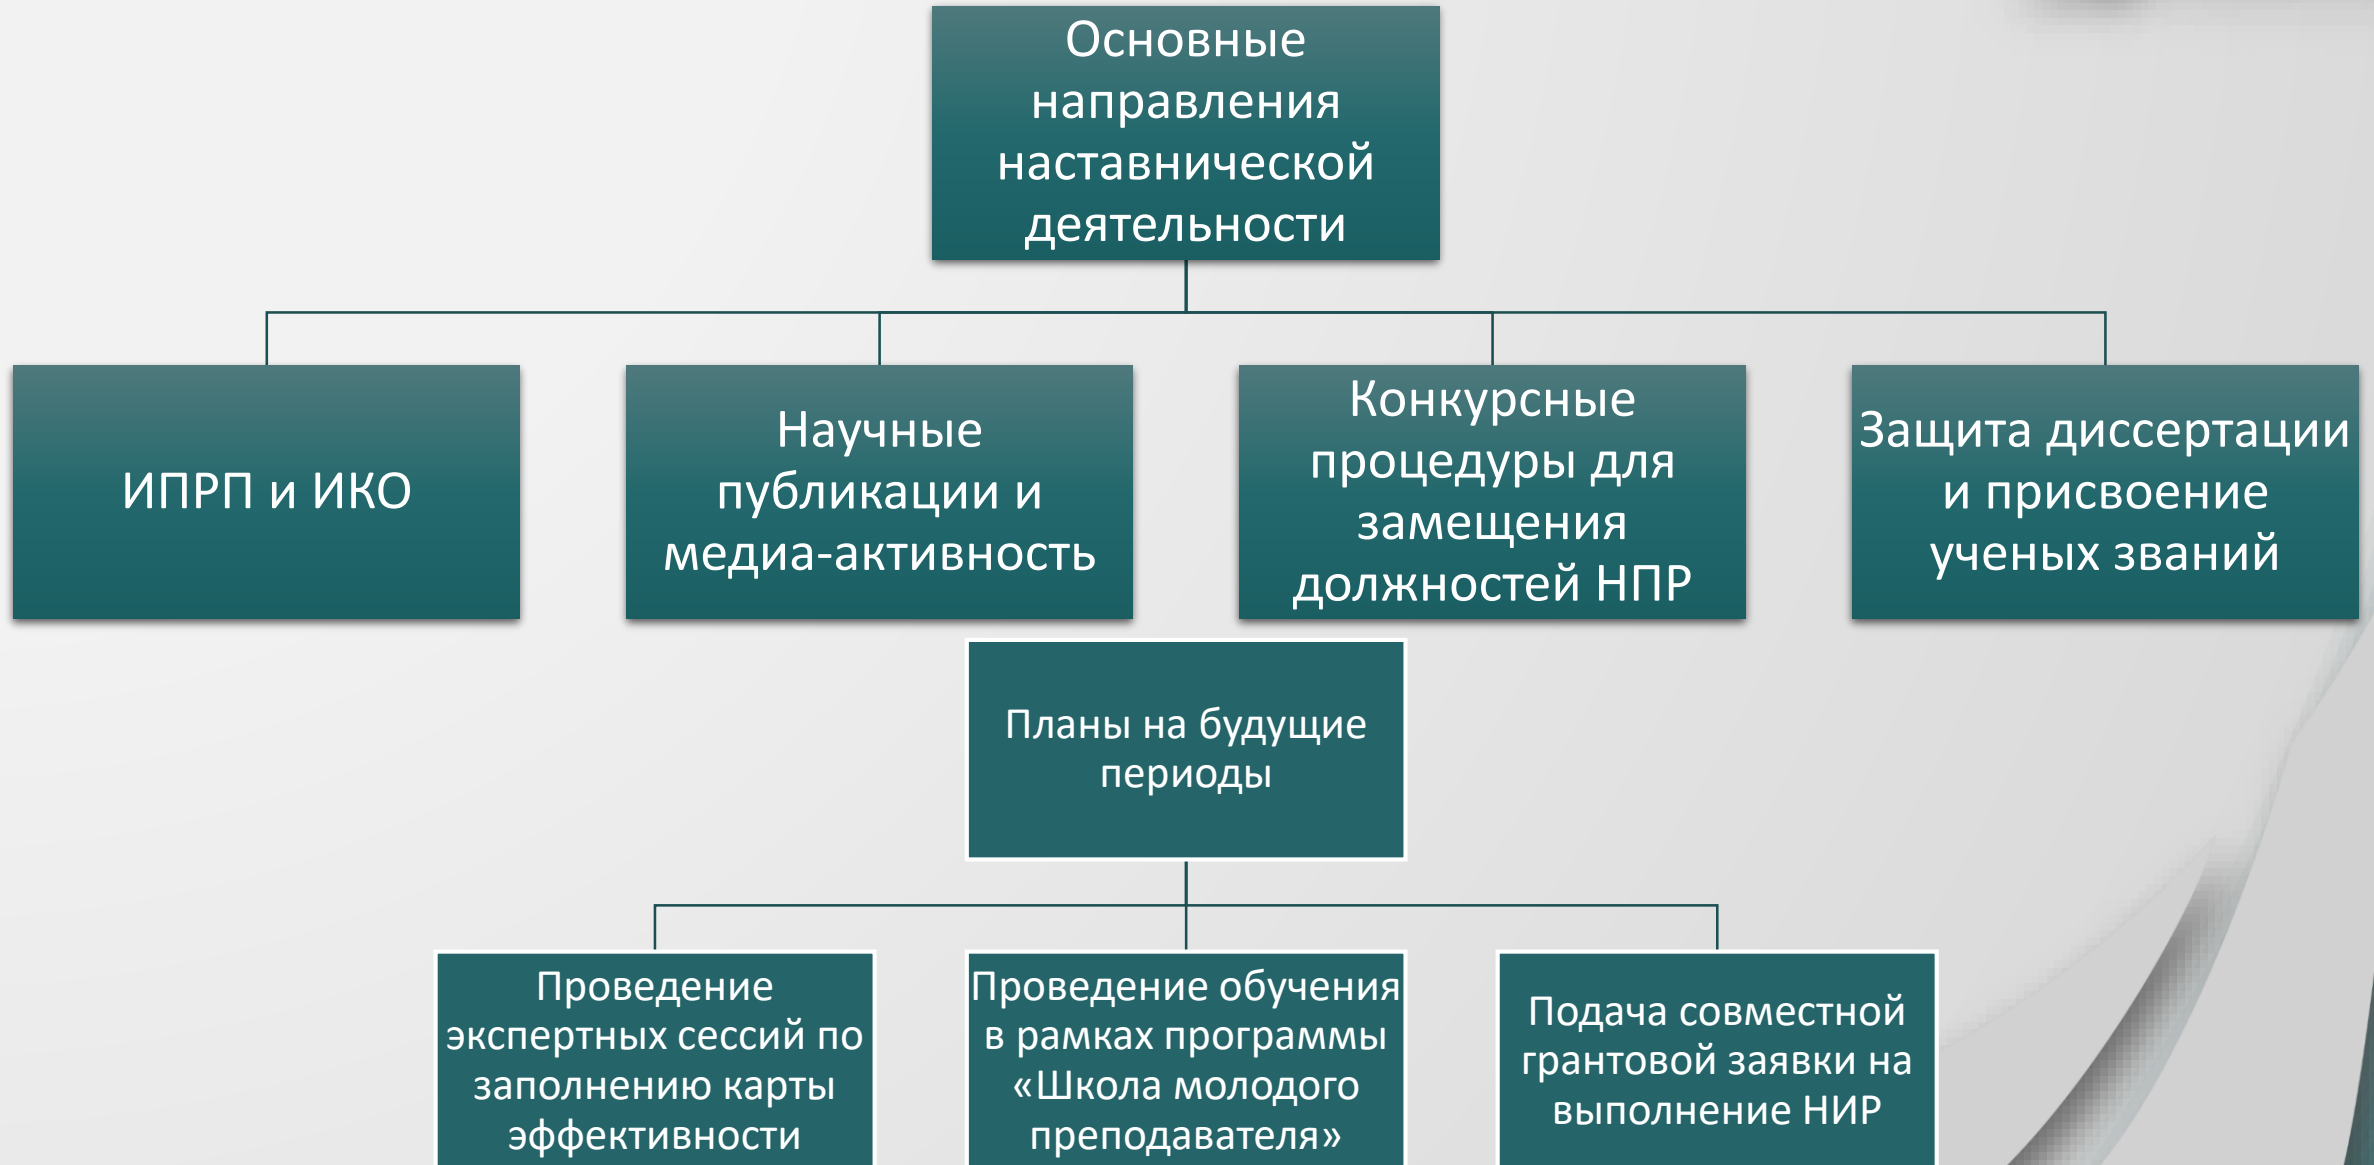 Основные
направления
наставнической
деятельности
ИПРП и ИКО
Научные
публикации и
медиа-активность
Конкурсные
процедуры для
замещения
должностей НПР
Защита диссертации
и присвоение
ученых званий
Планы на будущие
периоды
Проведение
экспертных сессий по
заполнению карты
эффективности
Проведение обучения
в рамках программы
«Школа молодого
преподавателя»
Подача совместной
грантовой заявки на
выполнение НИР